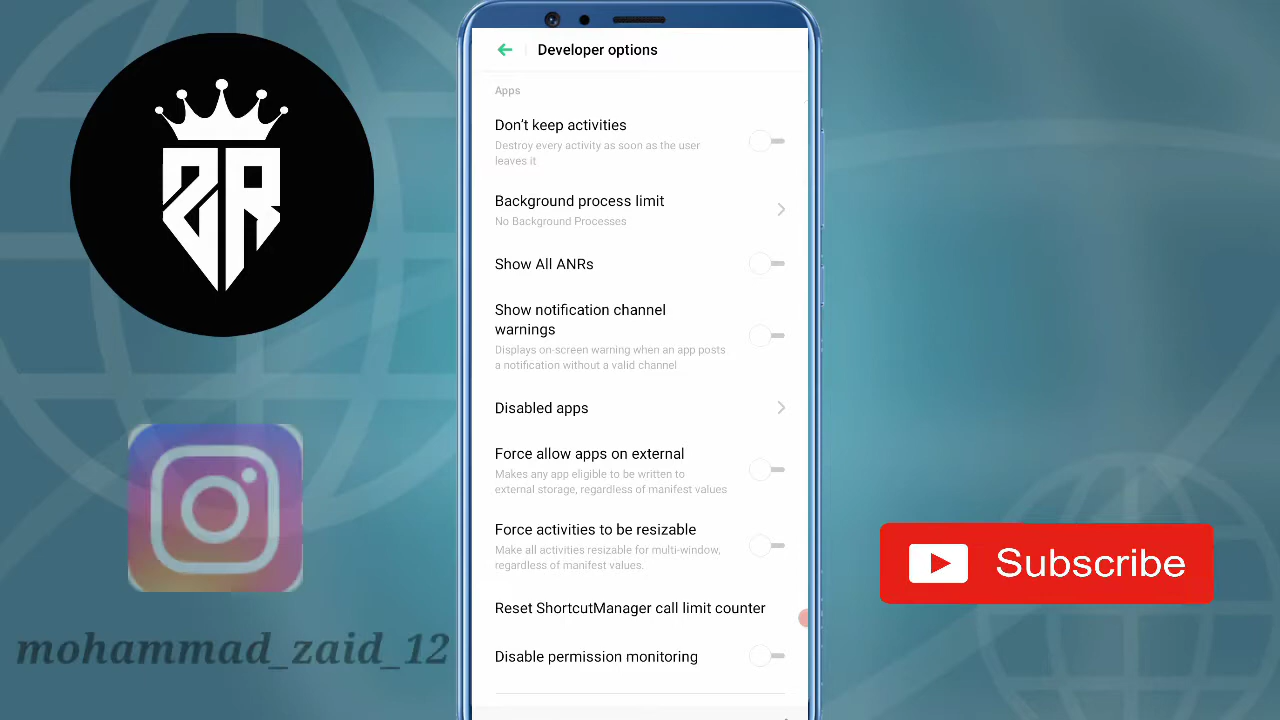 ZR
mohammad_zaid_12
Developer options
Apps
Don't keep activities
Destroy every activity as soon as the user
leaves it
Background process limit
No Background Processes
Show All ANRs
Show notification channel
warnings
Displays on-screen warning when an app posts
a notification without a valid channel
Disabled apps
Force allow apps on external
Makes any app eligible to be written to
external storage, regardless of manifest values
Force activities to be resizable
Make all activities resizable for multi-window,
regardless of manifest values.
Reset ShortcutManager call limit counter
Disable permission monitoring
Subscribe